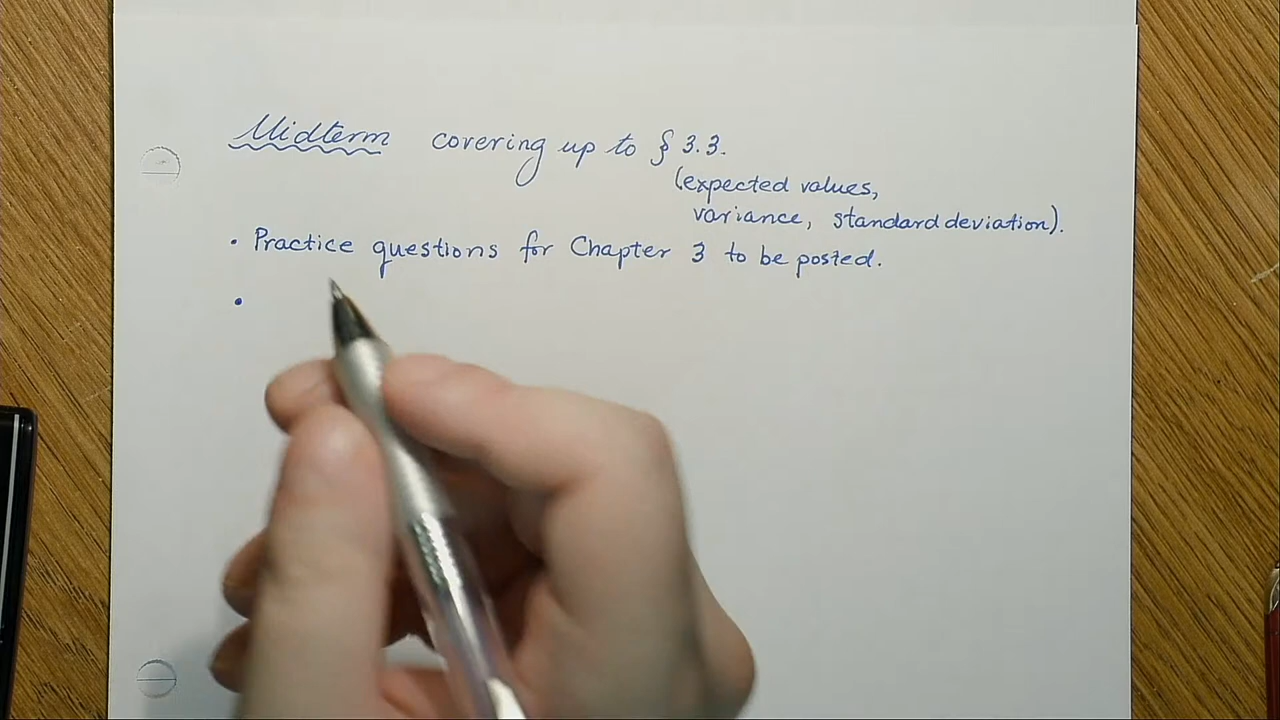 Midterm covering up to § 3.3.
(expected values,
variance, standard deviation).
• Practice questions for Chapter 3 to be posted.
•